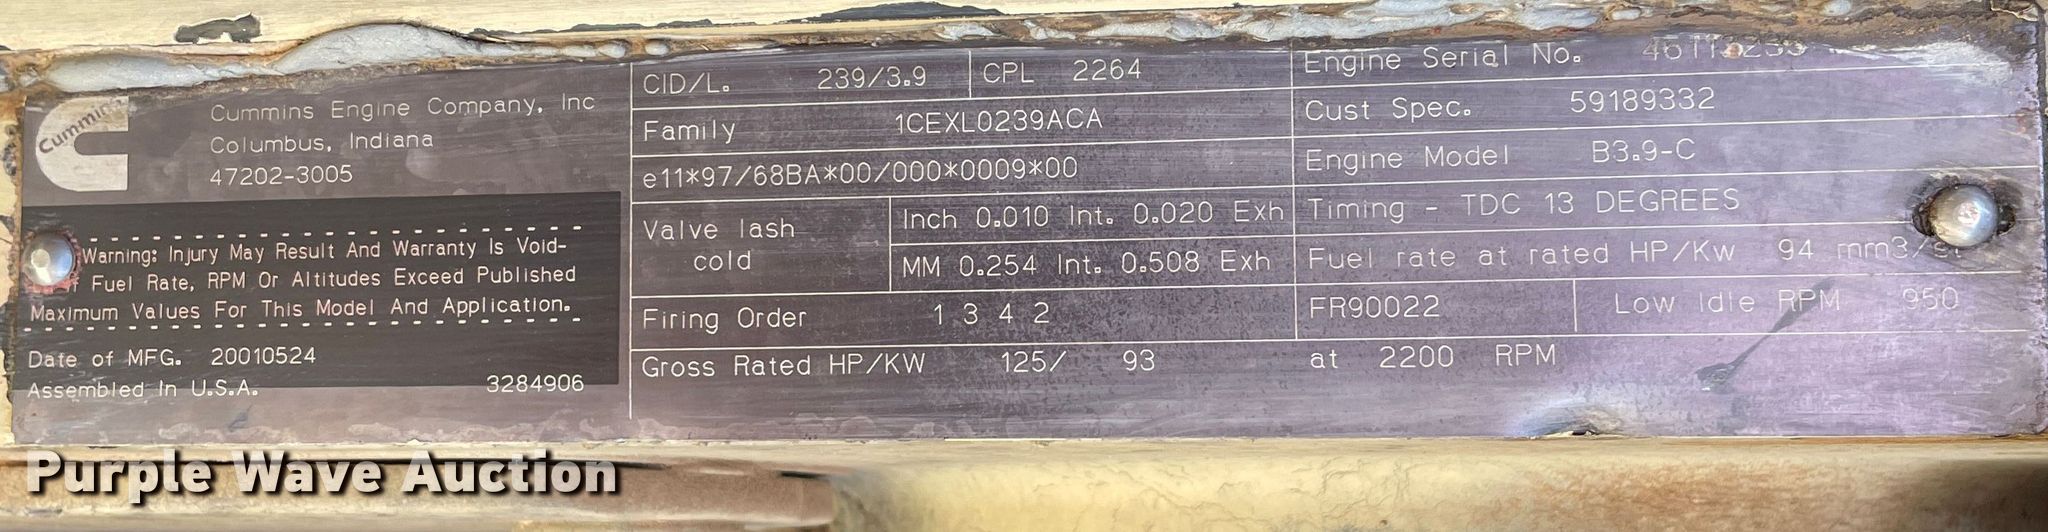 Cummins
Cummins Engine Company, Inc
Columbus, Indiana
47202-3005
Warning: Injury May Result And Warranty Is Void-
If Fuel Rate, RPM Or Altitudes Exceed Published
Maximum Values For This Model And Application.
Date of MFG. 20010524
Assembled In U.S.A. 3284906
CID/L. 239/3.9 CPL 2264
Family 1CEXL0239ACA
e11*97/68BA*00/000*0009*00
Valve lash cold
Inch 0.010 Int. 0.020 Exh
MM 0.254 Int. 0.508 Exh
Firing Order 1 3 4 2
Gross Rated HP/KW 125/ 93 at 2200 RPM
Engine Serial No.
Cust Spec. 59189332
Engine Model B3.9-C
Timing - TDC 13 DEGREES
Fuel rate at rated HP/Kw 94 mm3/st
FR90022 Low Idle RPM 950
Purple Wave Auction